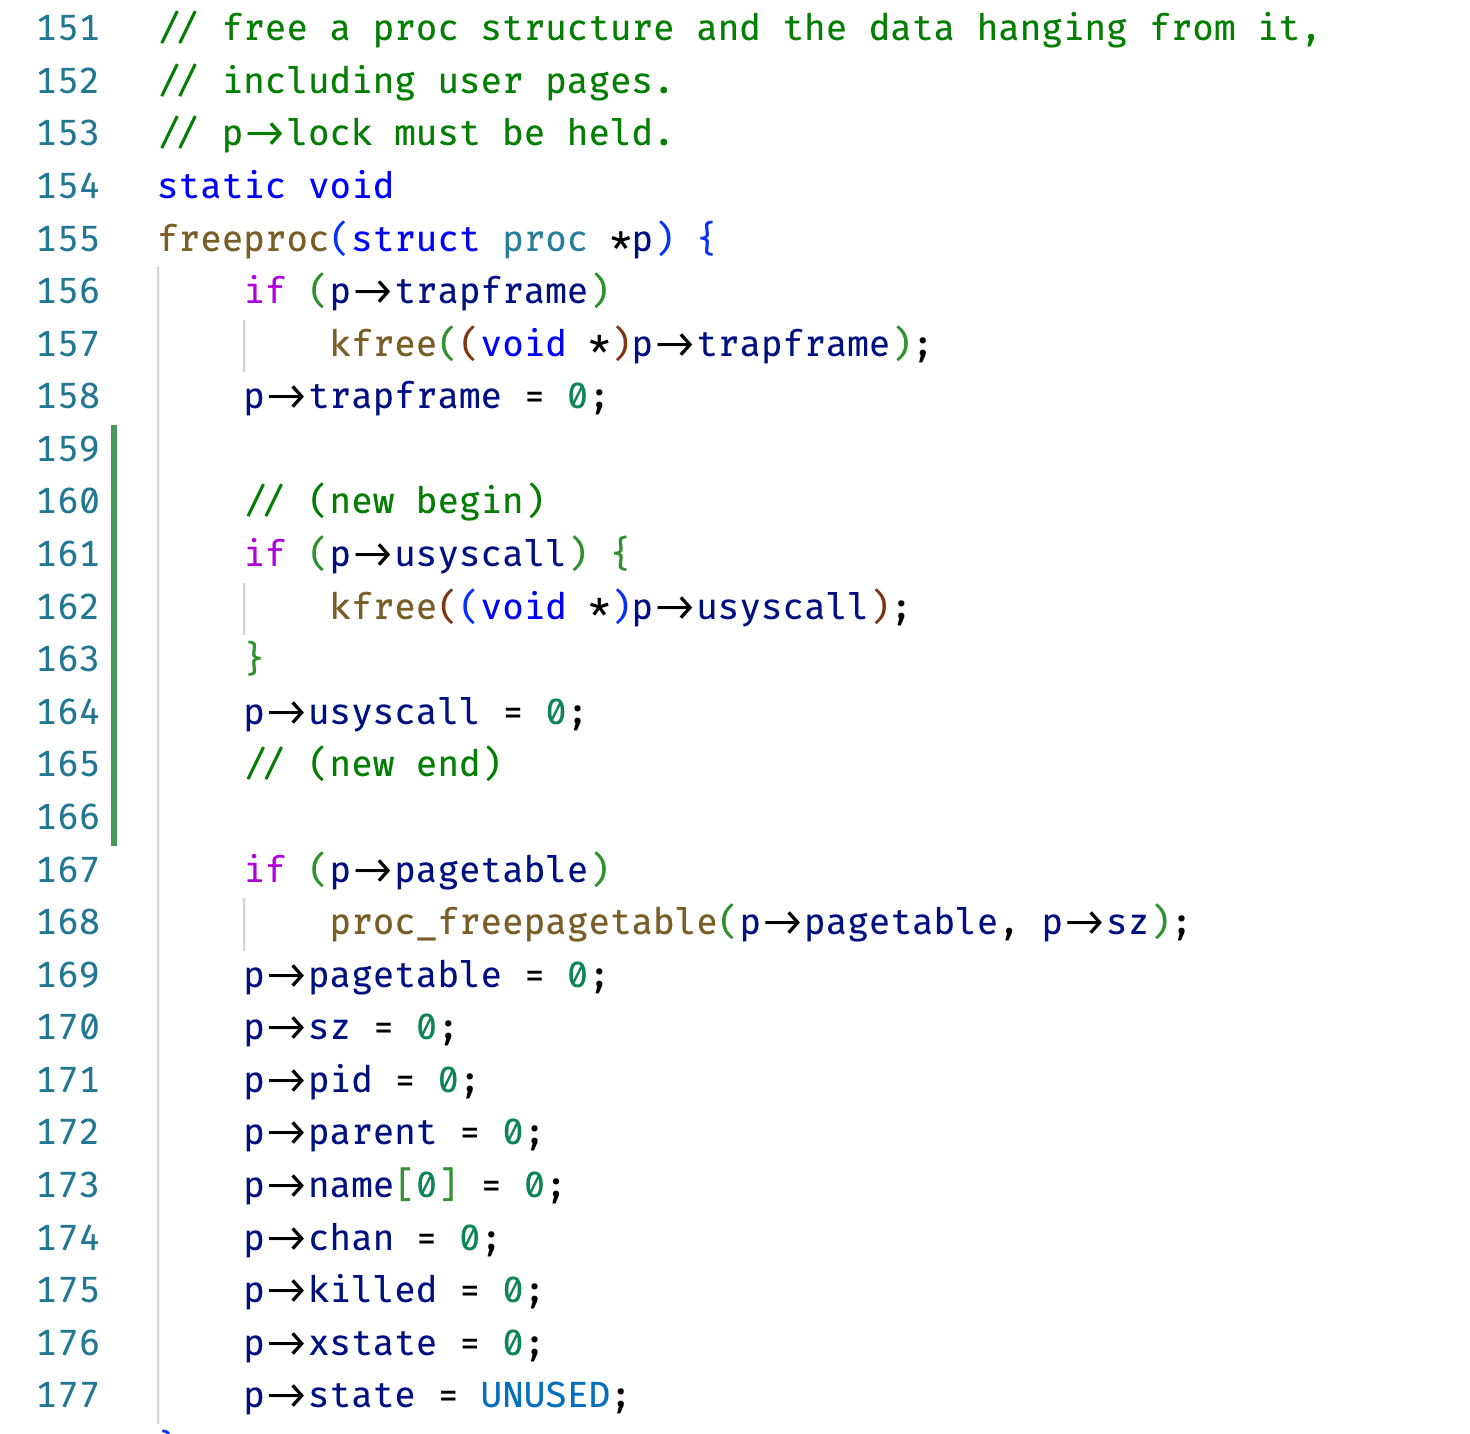 151 // free a proc structure and the data hanging from it,
152 // including user pages.
153 // p->lock must be held.
154 static void
155 freeproc(struct proc *p) {
156     if (p->trapframe)
157         kfree((void *)p->trapframe);
158     p->trapframe = 0;
159
160     // (new begin)
161     if (p->usyscall) {
162         kfree((void *)p->usyscall);
163     }
164     p->usyscall = 0;
165     // (new end)
166
167     if (p->pagetable)
168         proc_freepagetable(p->pagetable, p->sz);
169     p->pagetable = 0;
170     p->sz = 0;
171     p->pid = 0;
172     p->parent = 0;
173     p->name[0] = 0;
174     p->chan = 0;
175     p->killed = 0;
176     p->xstate = 0;
177     p->state = UNUSED;